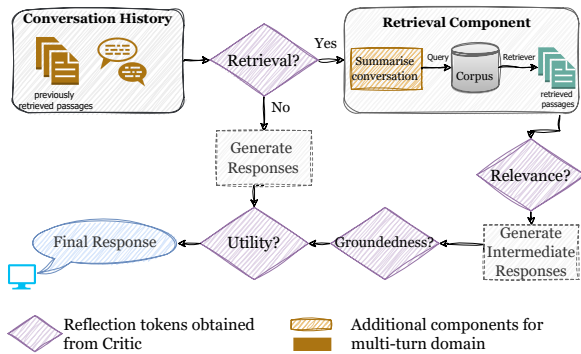 Conversation History
previously
retrieved passages
Retrieval?
Yes
No
Retrieval Component
Summarise
conversation
Query
Corpus
Retriever
retrieved
passages
Generate
Responses
Relevance?
Final Response
Utility?
Groundedness?
Generate
Intermediate
Responses
Reflection tokens obtained
from Critic
Additional components for
multi-turn domain